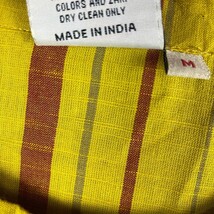 COLORS AND ZARI
DRY CLEAN ONLY
MADE IN INDIA
M